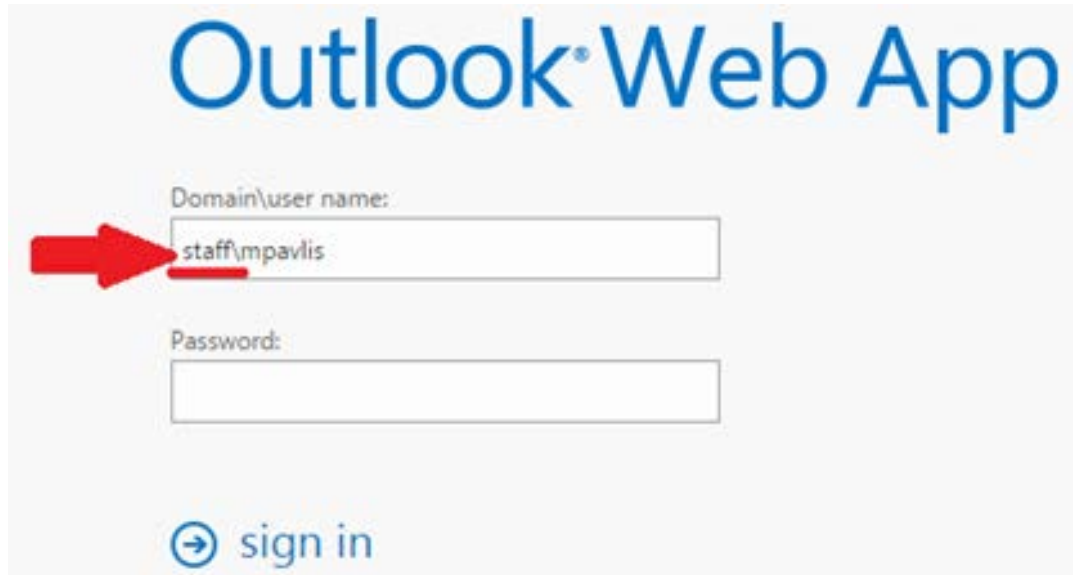 Outlook® Web App
Domain\user name:
staff\mpavlis
Password:
sign in